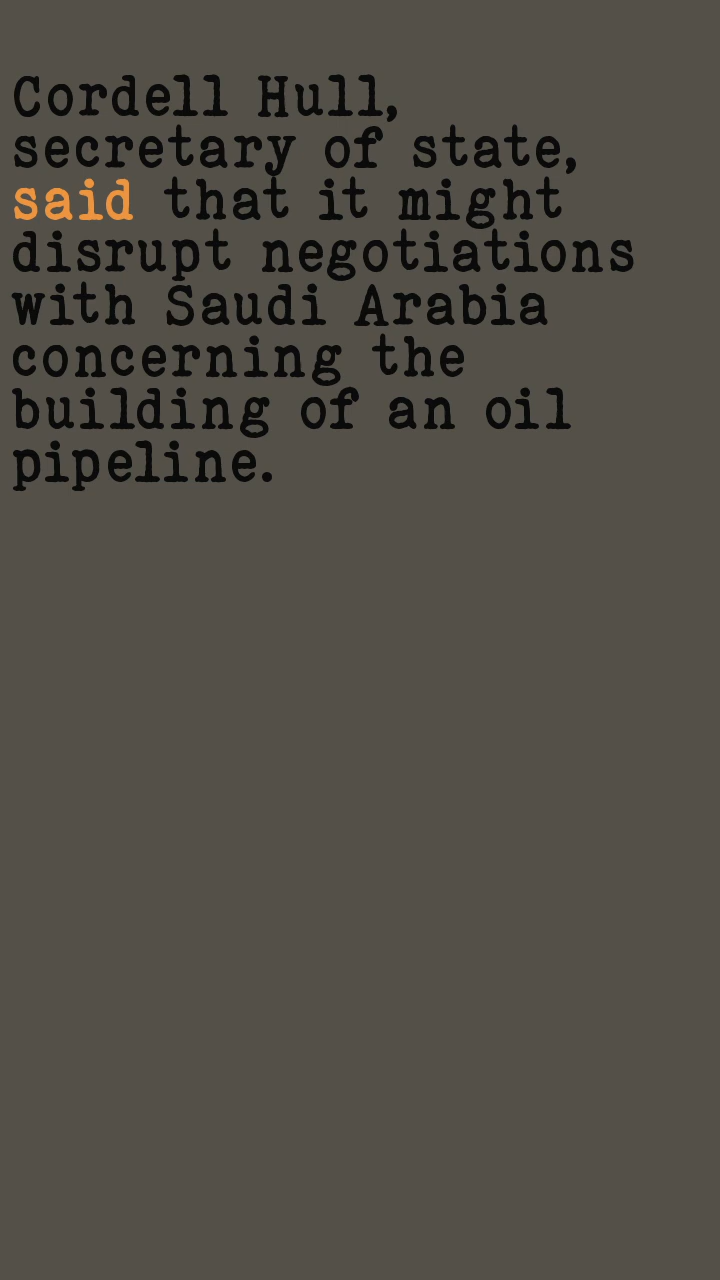 Cordell Hull,
secretary of state,
said that it might
disrupt negotiations
with Saudi Arabia
concerning the
building of an oil
pipeline.